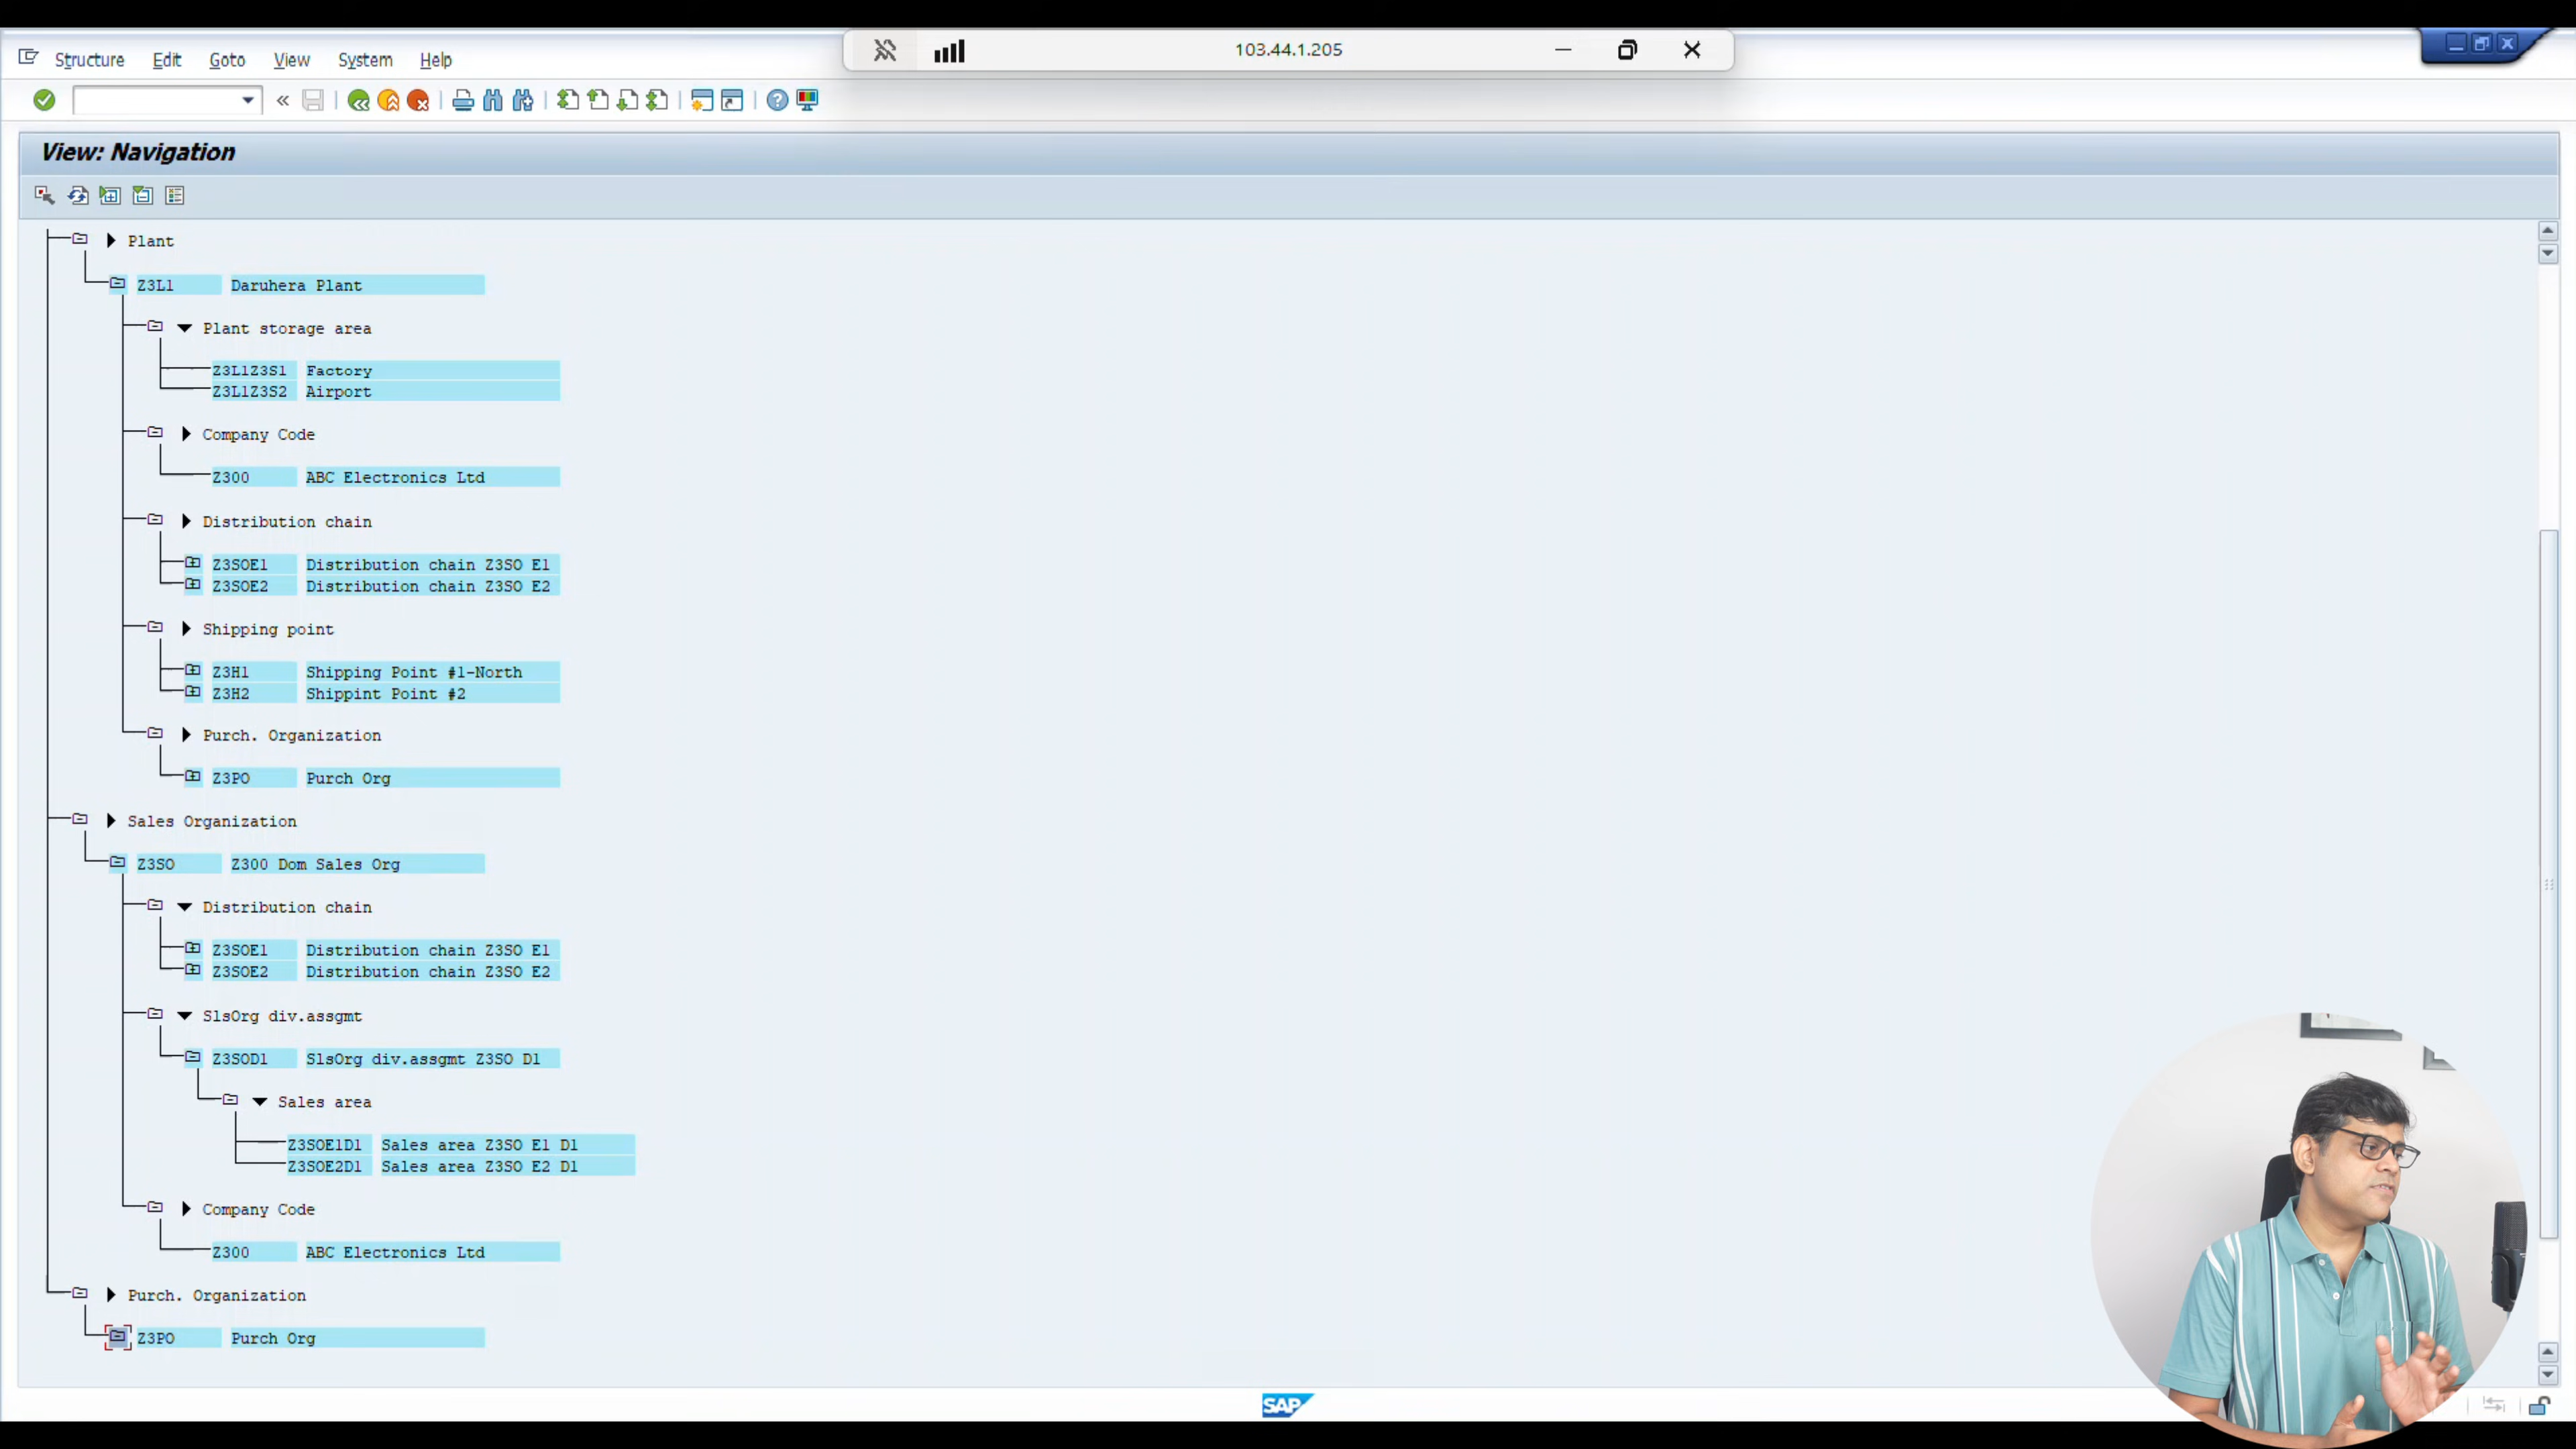 Structure Edit Goto View System Help
103.44.1.205
View: Navigation
Plant
Z3L1 Daruhera Plant
Plant storage area
Z3L1Z3S1 Factory
Z3L1Z3S2 Airport
Company Code
Z300 ABC Electronics Ltd
Distribution chain
Z3SOE1 Distribution chain Z3SO E1
Z3SOE2 Distribution chain Z3SO E2
Shipping point
Z3H1 Shipping Point #1-North
Z3H2 Shippint Point #2
Purch. Organization
Z3PO Purch Org
Sales Organization
Z3SO Z300 Dom Sales Org
Distribution chain
Z3SOE1 Distribution chain Z3SO E1
Z3SOE2 Distribution chain Z3SO E2
SlsOrg div.assgmt
Z3SOD1 SlsOrg div.assgmt Z3SO D1
Sales area
Z3SOE1D1 Sales area Z3SO E1 D1
Z3SOE2D1 Sales area Z3SO E2 D1
Company Code
Z300 ABC Electronics Ltd
Purch. Organization
Z3PO Purch Org
SAP